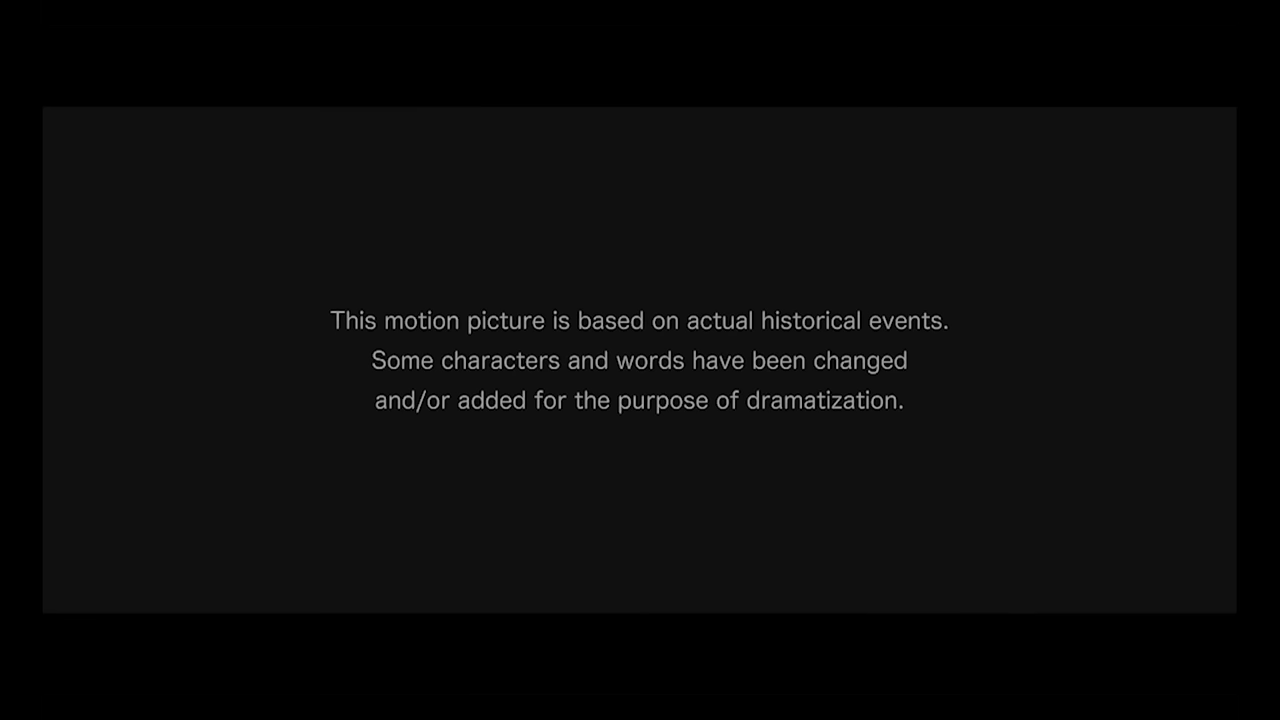 This motion picture is based on actual historical events.
Some characters and words have been changed
and/or added for the purpose of dramatization.